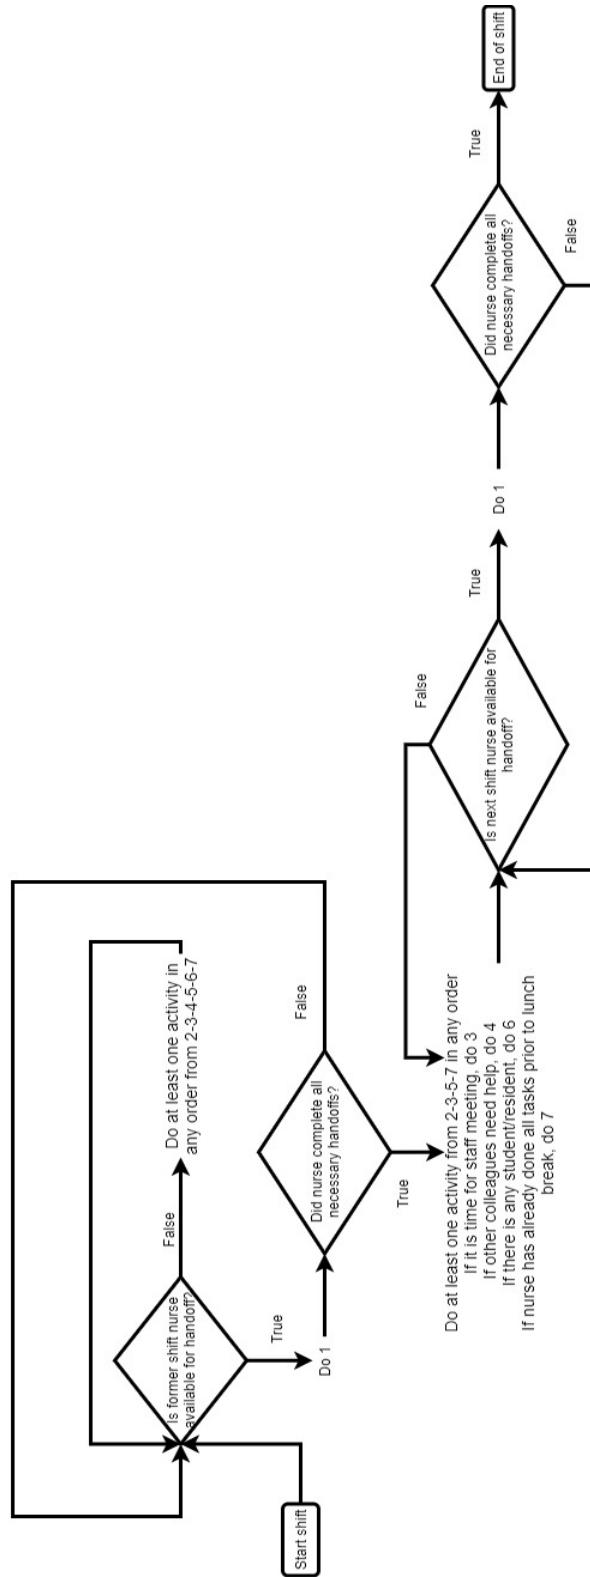 Start shift
Is former shift nurse
available for handoff?
False
True
Do at least one activity in
any order from 2-3-4-5-6-7
Do 1
Did nurse complete all
necessary handoffs?
False
True
Do at least one activity from 2-3-5-7 in any order
If it is time for staff meeting, do 3
If other colleagues need help, do 4
If there is any student/resident, do 6
If nurse has already done all tasks prior to lunch
break, do 7
Is next shift nurse available for
handoff?
False
True
Do 1
Did nurse complete all
necessary handoffs?
True
False
End of shift